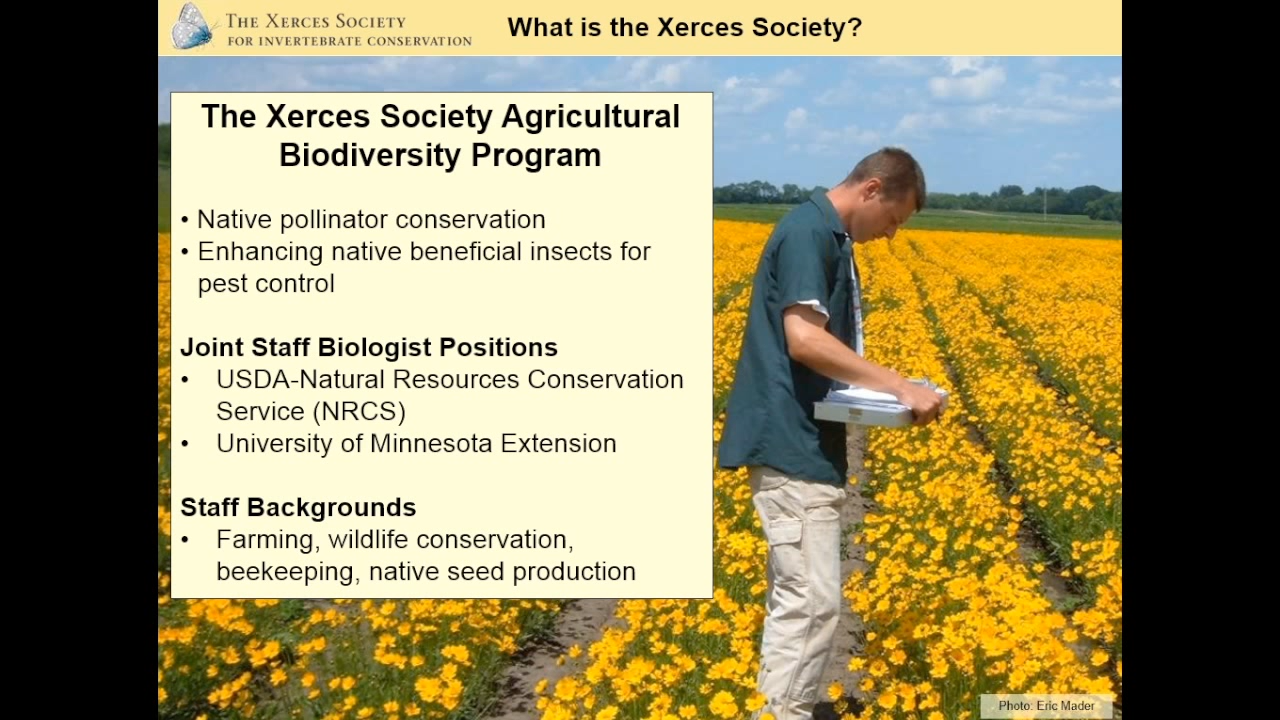 The Xerces Society
for Invertebrate Conservation
What is the Xerces Society?
The Xerces Society Agricultural
Biodiversity Program
• Native pollinator conservation
• Enhancing native beneficial insects for
pest control
Joint Staff Biologist Positions
• USDA-Natural Resources Conservation
Service (NRCS)
• University of Minnesota Extension
Staff Backgrounds
• Farming, wildlife conservation,
beekeeping, native seed production
Photo: Eric Mader